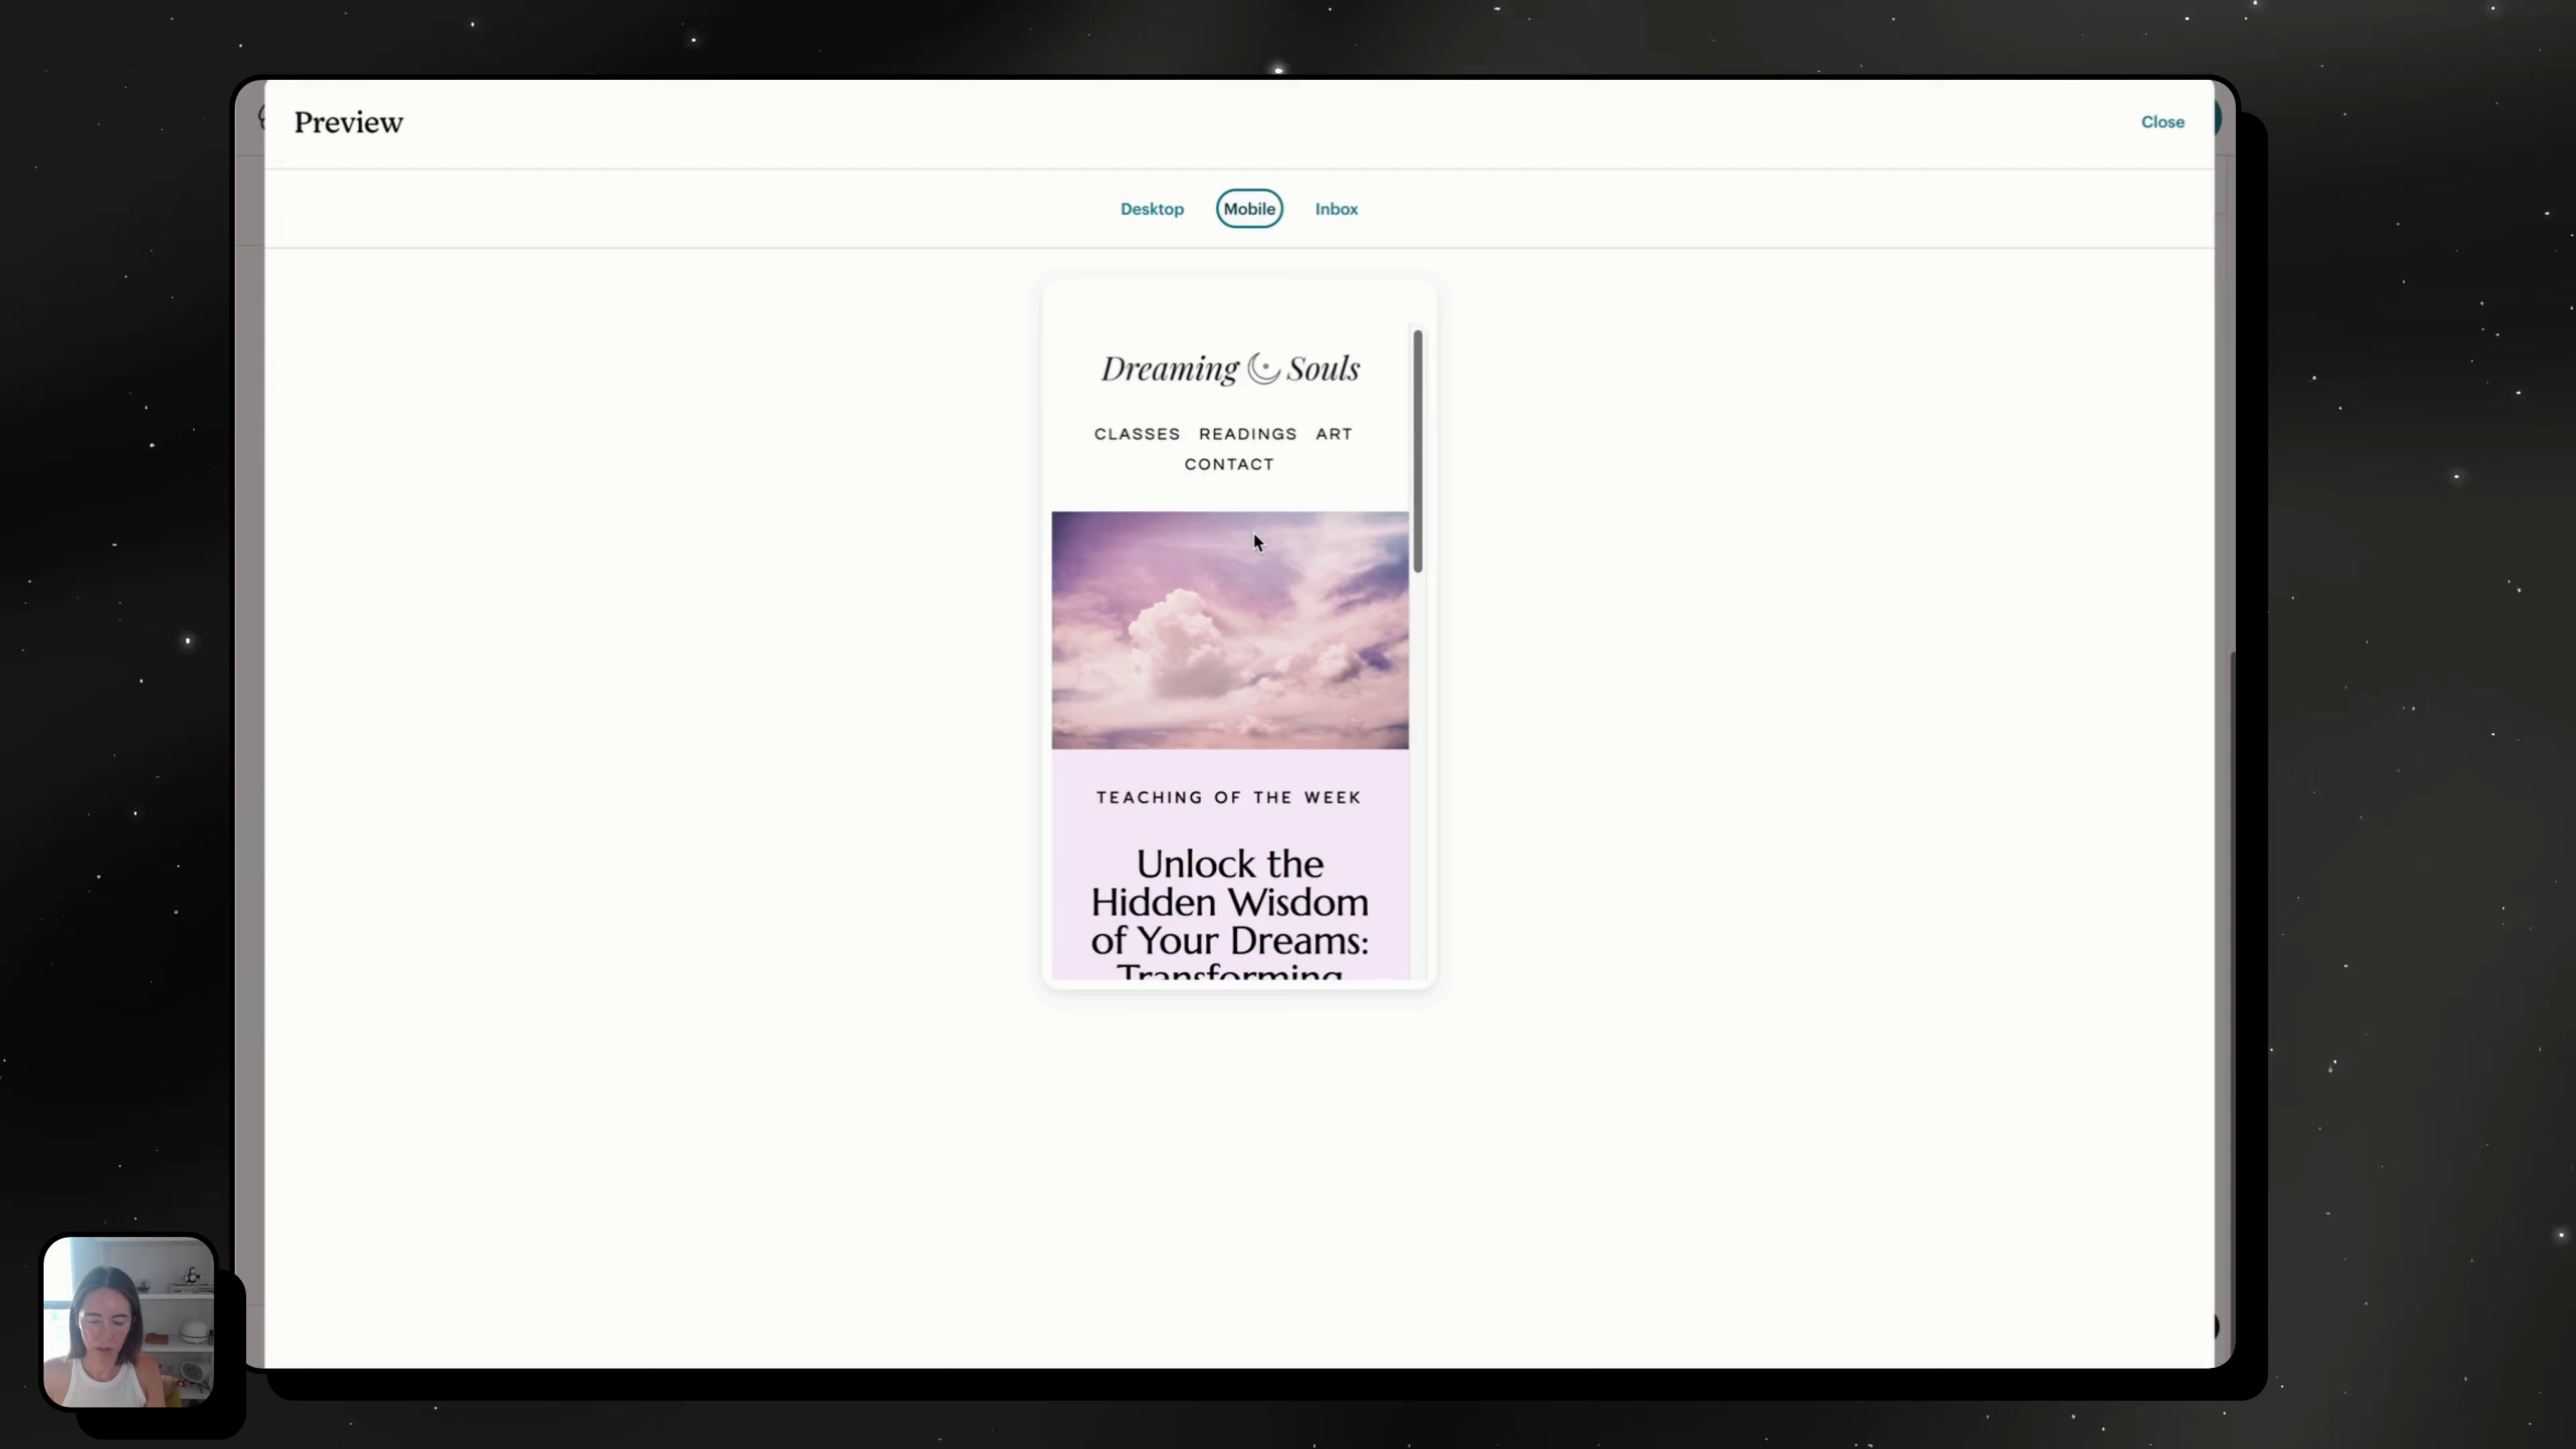 Preview
Close
Desktop
Mobile
Inbox
Dreaming Souls
CLASSES READINGS ART
CONTACT
TEACHING OF THE WEEK
Unlock the
Hidden Wisdom
of Your Dreams:
Transforming